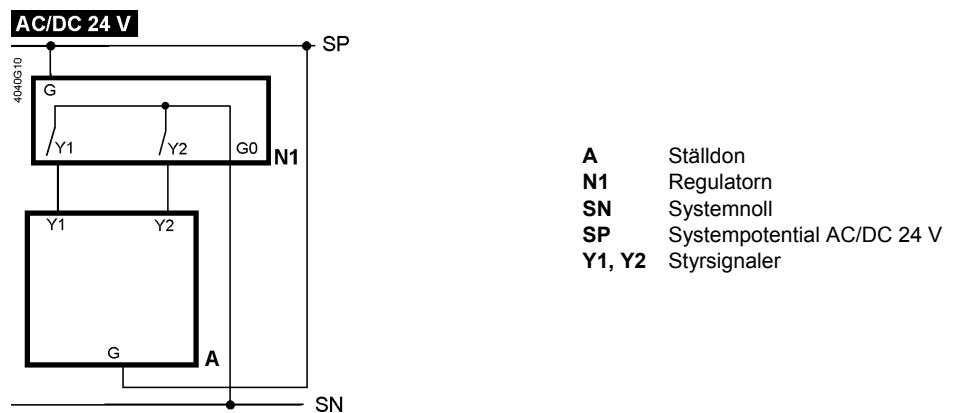 AC/DC 24 V
SP
4040G10
G
Y1 Y2 G0
N1
Y1 Y2
G
A
SN
A Ställdon
N1 Regulatorn
SN Systemnoll
SP Systempotential AC/DC 24 V
Y1, Y2 Styrsignaler